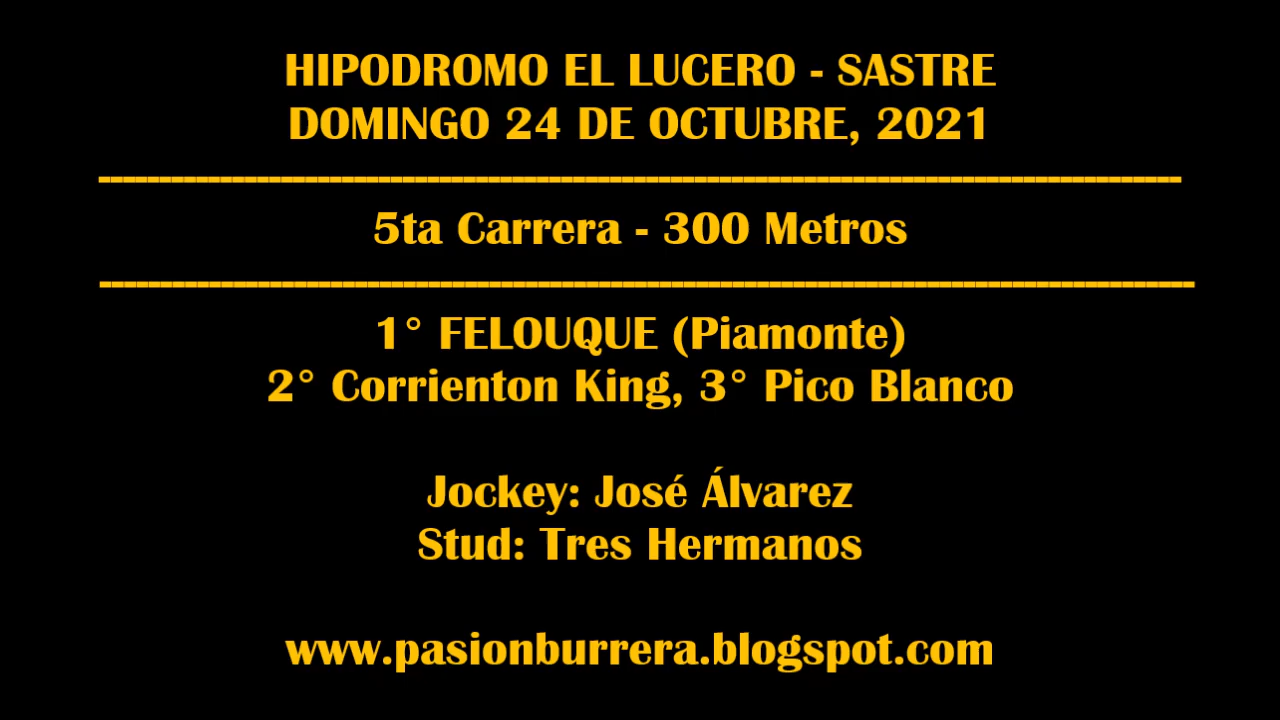 HIPODROMO EL LUCERO - SASTRE
DOMINGO 24 DE OCTUBRE, 2021
5ta Carrera - 300 Metros
1° FELOUQUE (Piamonte)
2° Corrienton King, 3° Pico Blanco
Jockey: José Álvarez
Stud: Tres Hermanos
www.pasionburrera.blogspot.com